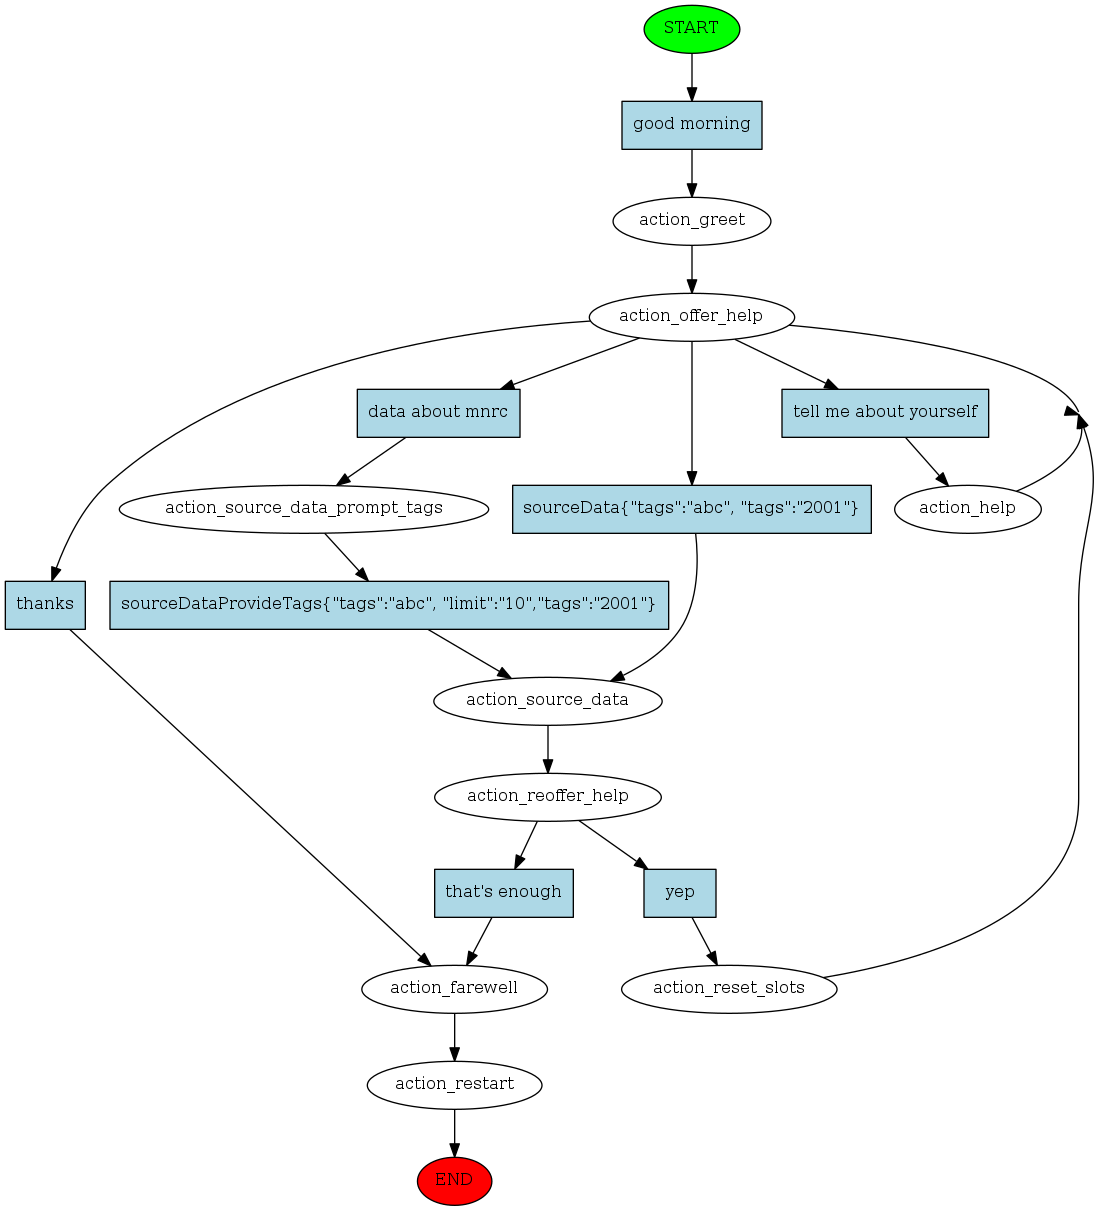 START
good morning
action_greet
action_offer_help
data about mnrc
tell me about yourself
action_source_data_prompt_tags
sourceData{"tags":"abc", "tags":"2001"}
action_help
thanks
sourceDataProvideTags{"tags":"abc", "limit":"10","tags":"2001"}
action_source_data
action_reoffer_help
that's enough
yep
action_farewell
action_reset_slots
action_restart
END